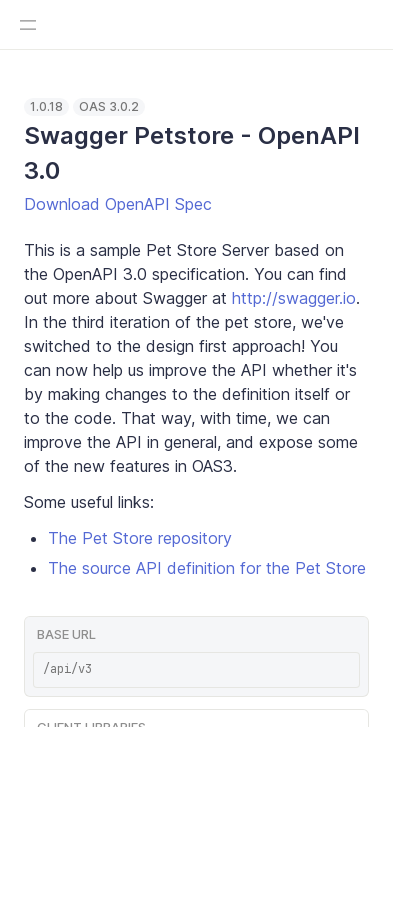 1.0.18 OAS 3.0.2
Swagger Petstore - OpenAPI
3.0
Download OpenAPI Spec
This is a sample Pet Store Server based on
the OpenAPI 3.0 specification. You can find
out more about Swagger at http://swagger.io.
In the third iteration of the pet store, we've
switched to the design first approach! You
can now help us improve the API whether it's
by making changes to the definition itself or
to the code. That way, with time, we can
improve the API in general, and expose some
of the new features in OAS3.
Some useful links:
The Pet Store repository
The source API definition for the Pet Store
BASE URL
/api/v3
CLIENT LIBRARIES